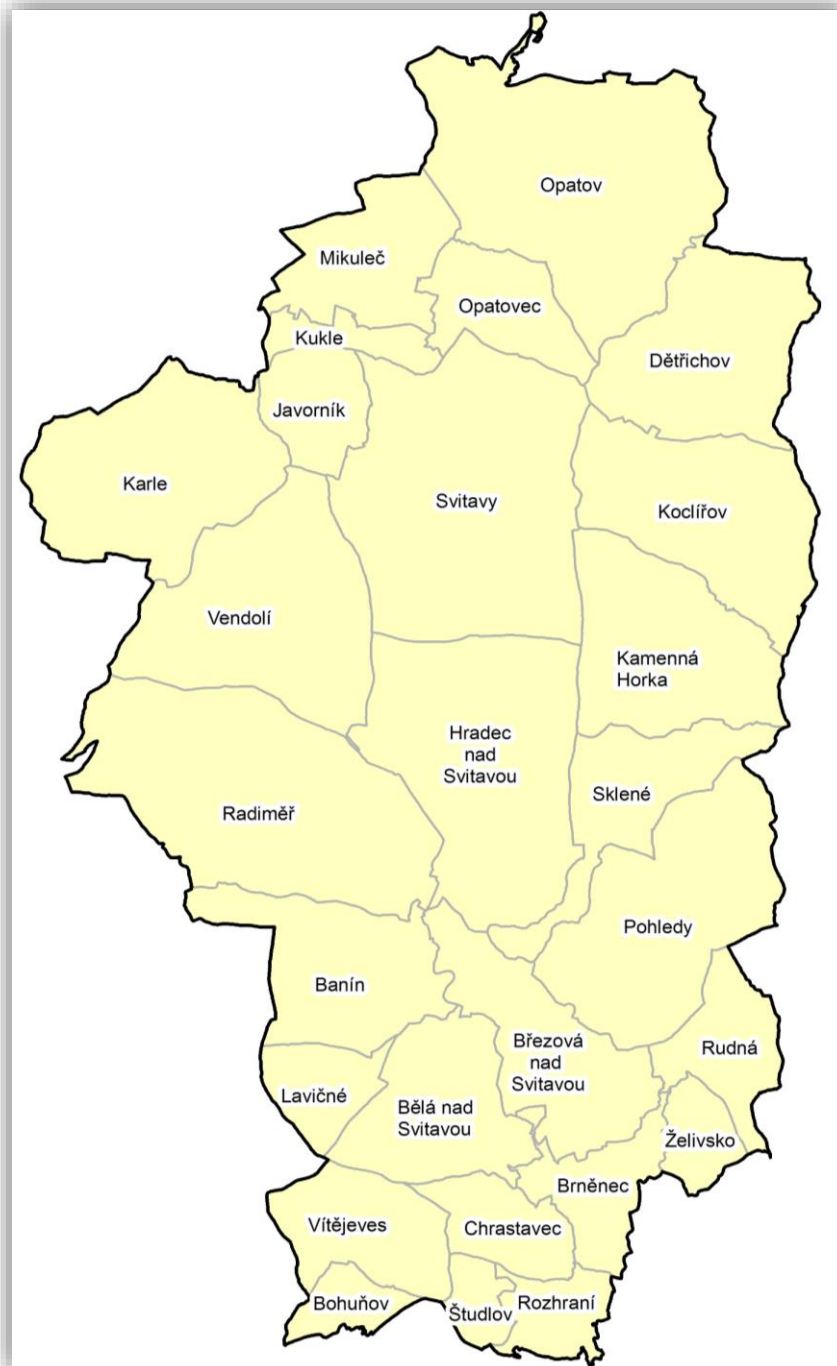 Opatov
Mikuleč
Opatovec
Kukle
Dětřichov
Javorník
Karle
Svitavy
Koclířov
Vendolí
Kamenná
Horka
Hradec
nad
Svitavou
Sklené
Radiměř
Pohledy
Banín
Březová
nad
Svitavou
Rudná
Lavičné
Bělá nad
Svitavou
Želivsko
Brněnec
Vítějeves
Chrastavec
Bohuňov
Študlov
Rozhraní